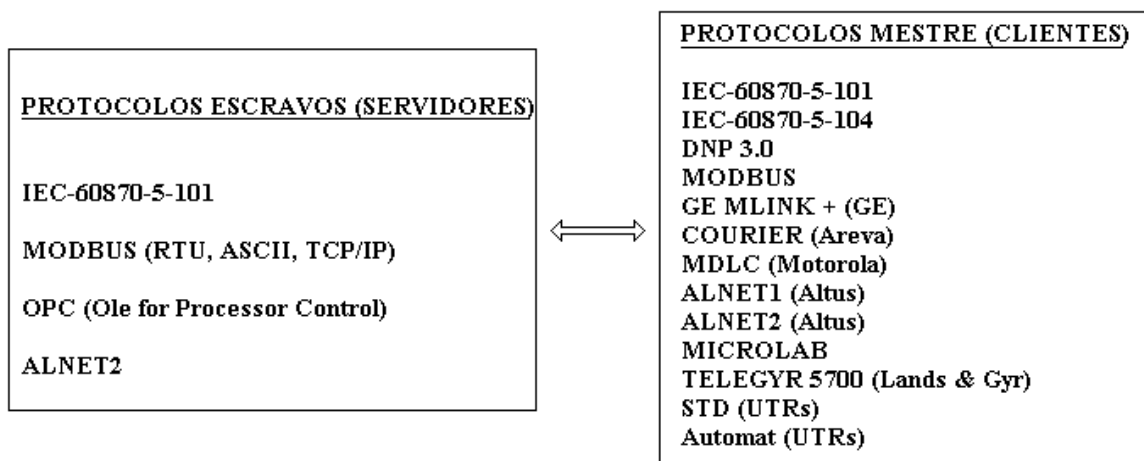 PROTOCOLOS ESCRAVOS (SERVIDORES)
IEC-60870-5-101
MODBUS (RTU, ASCII, TCP/IP)
OPC (Ole for Processor Control)
ALNET2
PROTOCOLOS MESTRE (CLIENTES)
IEC-60870-5-101
IEC-60870-5-104
DNP 3.0
MODBUS
GE MLINK + (GE)
COURIER (Areva)
MDLC (Motorola)
ALNET1 (Altus)
ALNET2 (Altus)
MICROLAB
TELEGYR 5700 (Lands & Gyr)
STD (UTRs)
Automat (UTRs)